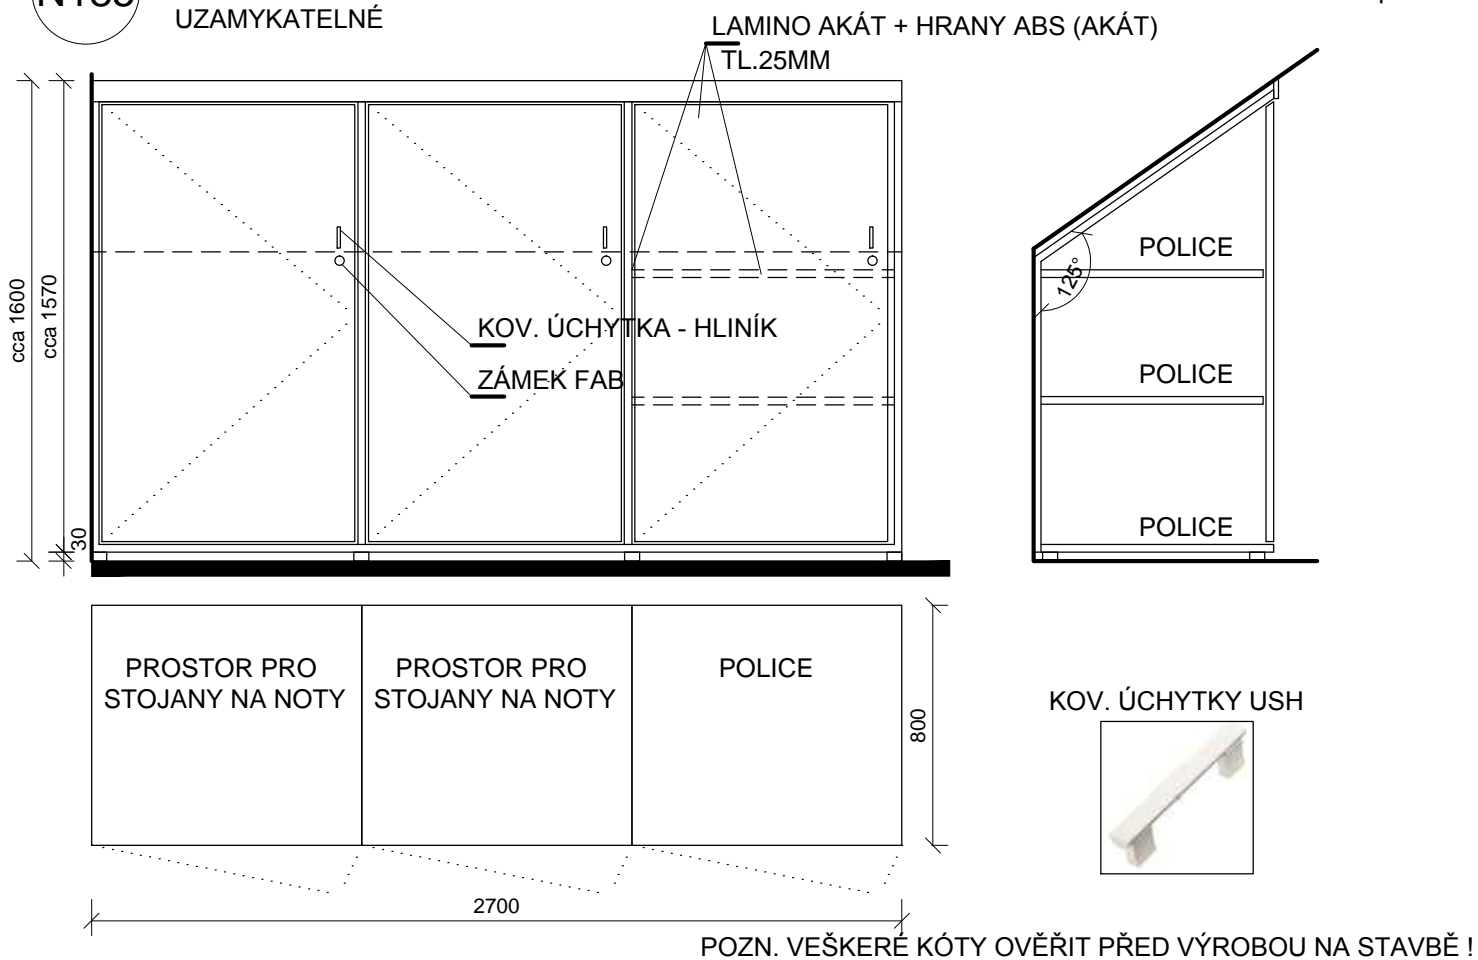 UZAMYKATELNÉ
LAMINO AKÁT + HRANY ABS (AKÁT)
TL.25MM
cca 1600
cca 1570
30
KOV. ÚCHYTKA - HLINÍK
ZÁMEK FAB
125°
POLICE
POLICE
POLICE
PROSTOR PRO
STOJANY NA NOTY
PROSTOR PRO
STOJANY NA NOTY
POLICE
800
2700
KOV. ÚCHYTKY USH
POZN. VEŠKERÉ KÓTY OVĚŘIT PŘED VÝROBOU NA STAVBĚ !